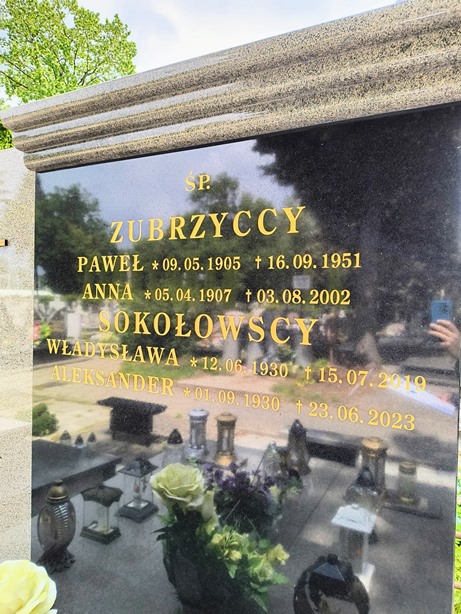 ŚP.
ZUBRZYCCY
PAWEŁ * 09.05.1905 † 16.09.1951
ANNA * 05.04.1907 † 03.08.2002
SOKOŁOWSCY
WŁADYSŁAWA * 12.06.1930 † 15.07.2019
ALEKSANDER * 01.09.1930 † 23.06.2023